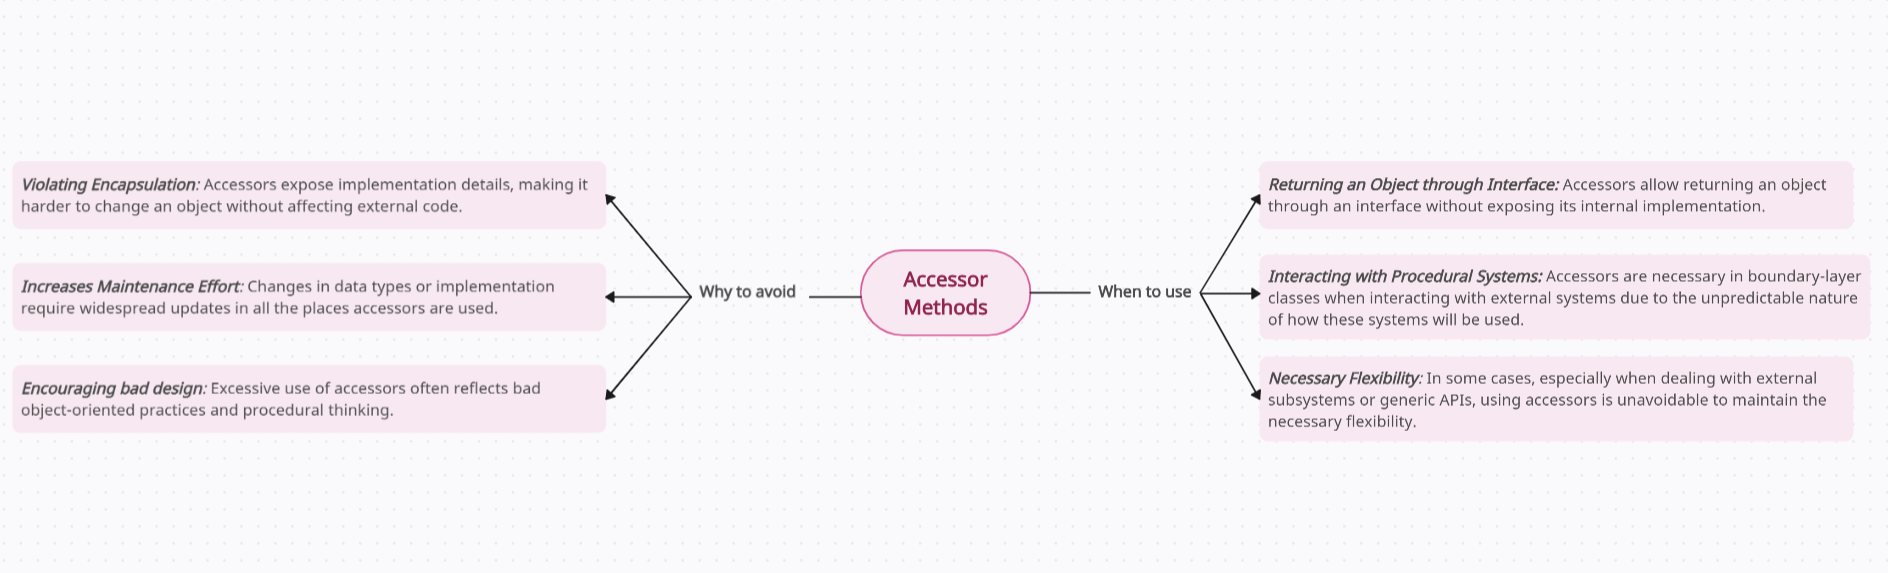 Violating Encapsulation: Accessors expose implementation details, making it
harder to change an object without affecting external code.
Increases Maintenance Effort: Changes in data types or implementation
require widespread updates in all the places accessors are used.
Encouraging bad design: Excessive use of accessors often reflects bad
object-oriented practices and procedural thinking.
Why to avoid
Accessor
Methods
When to use
Returning an Object through Interface: Accessors allow returning an object
through an interface without exposing its internal implementation.
Interacting with Procedural Systems: Accessors are necessary in boundary-layer
classes when interacting with external systems due to the unpredictable nature
of how these systems will be used.
Necessary Flexibility: In some cases, especially when dealing with external
subsystems or generic APIs, using accessors is unavoidable to maintain the
necessary flexibility.